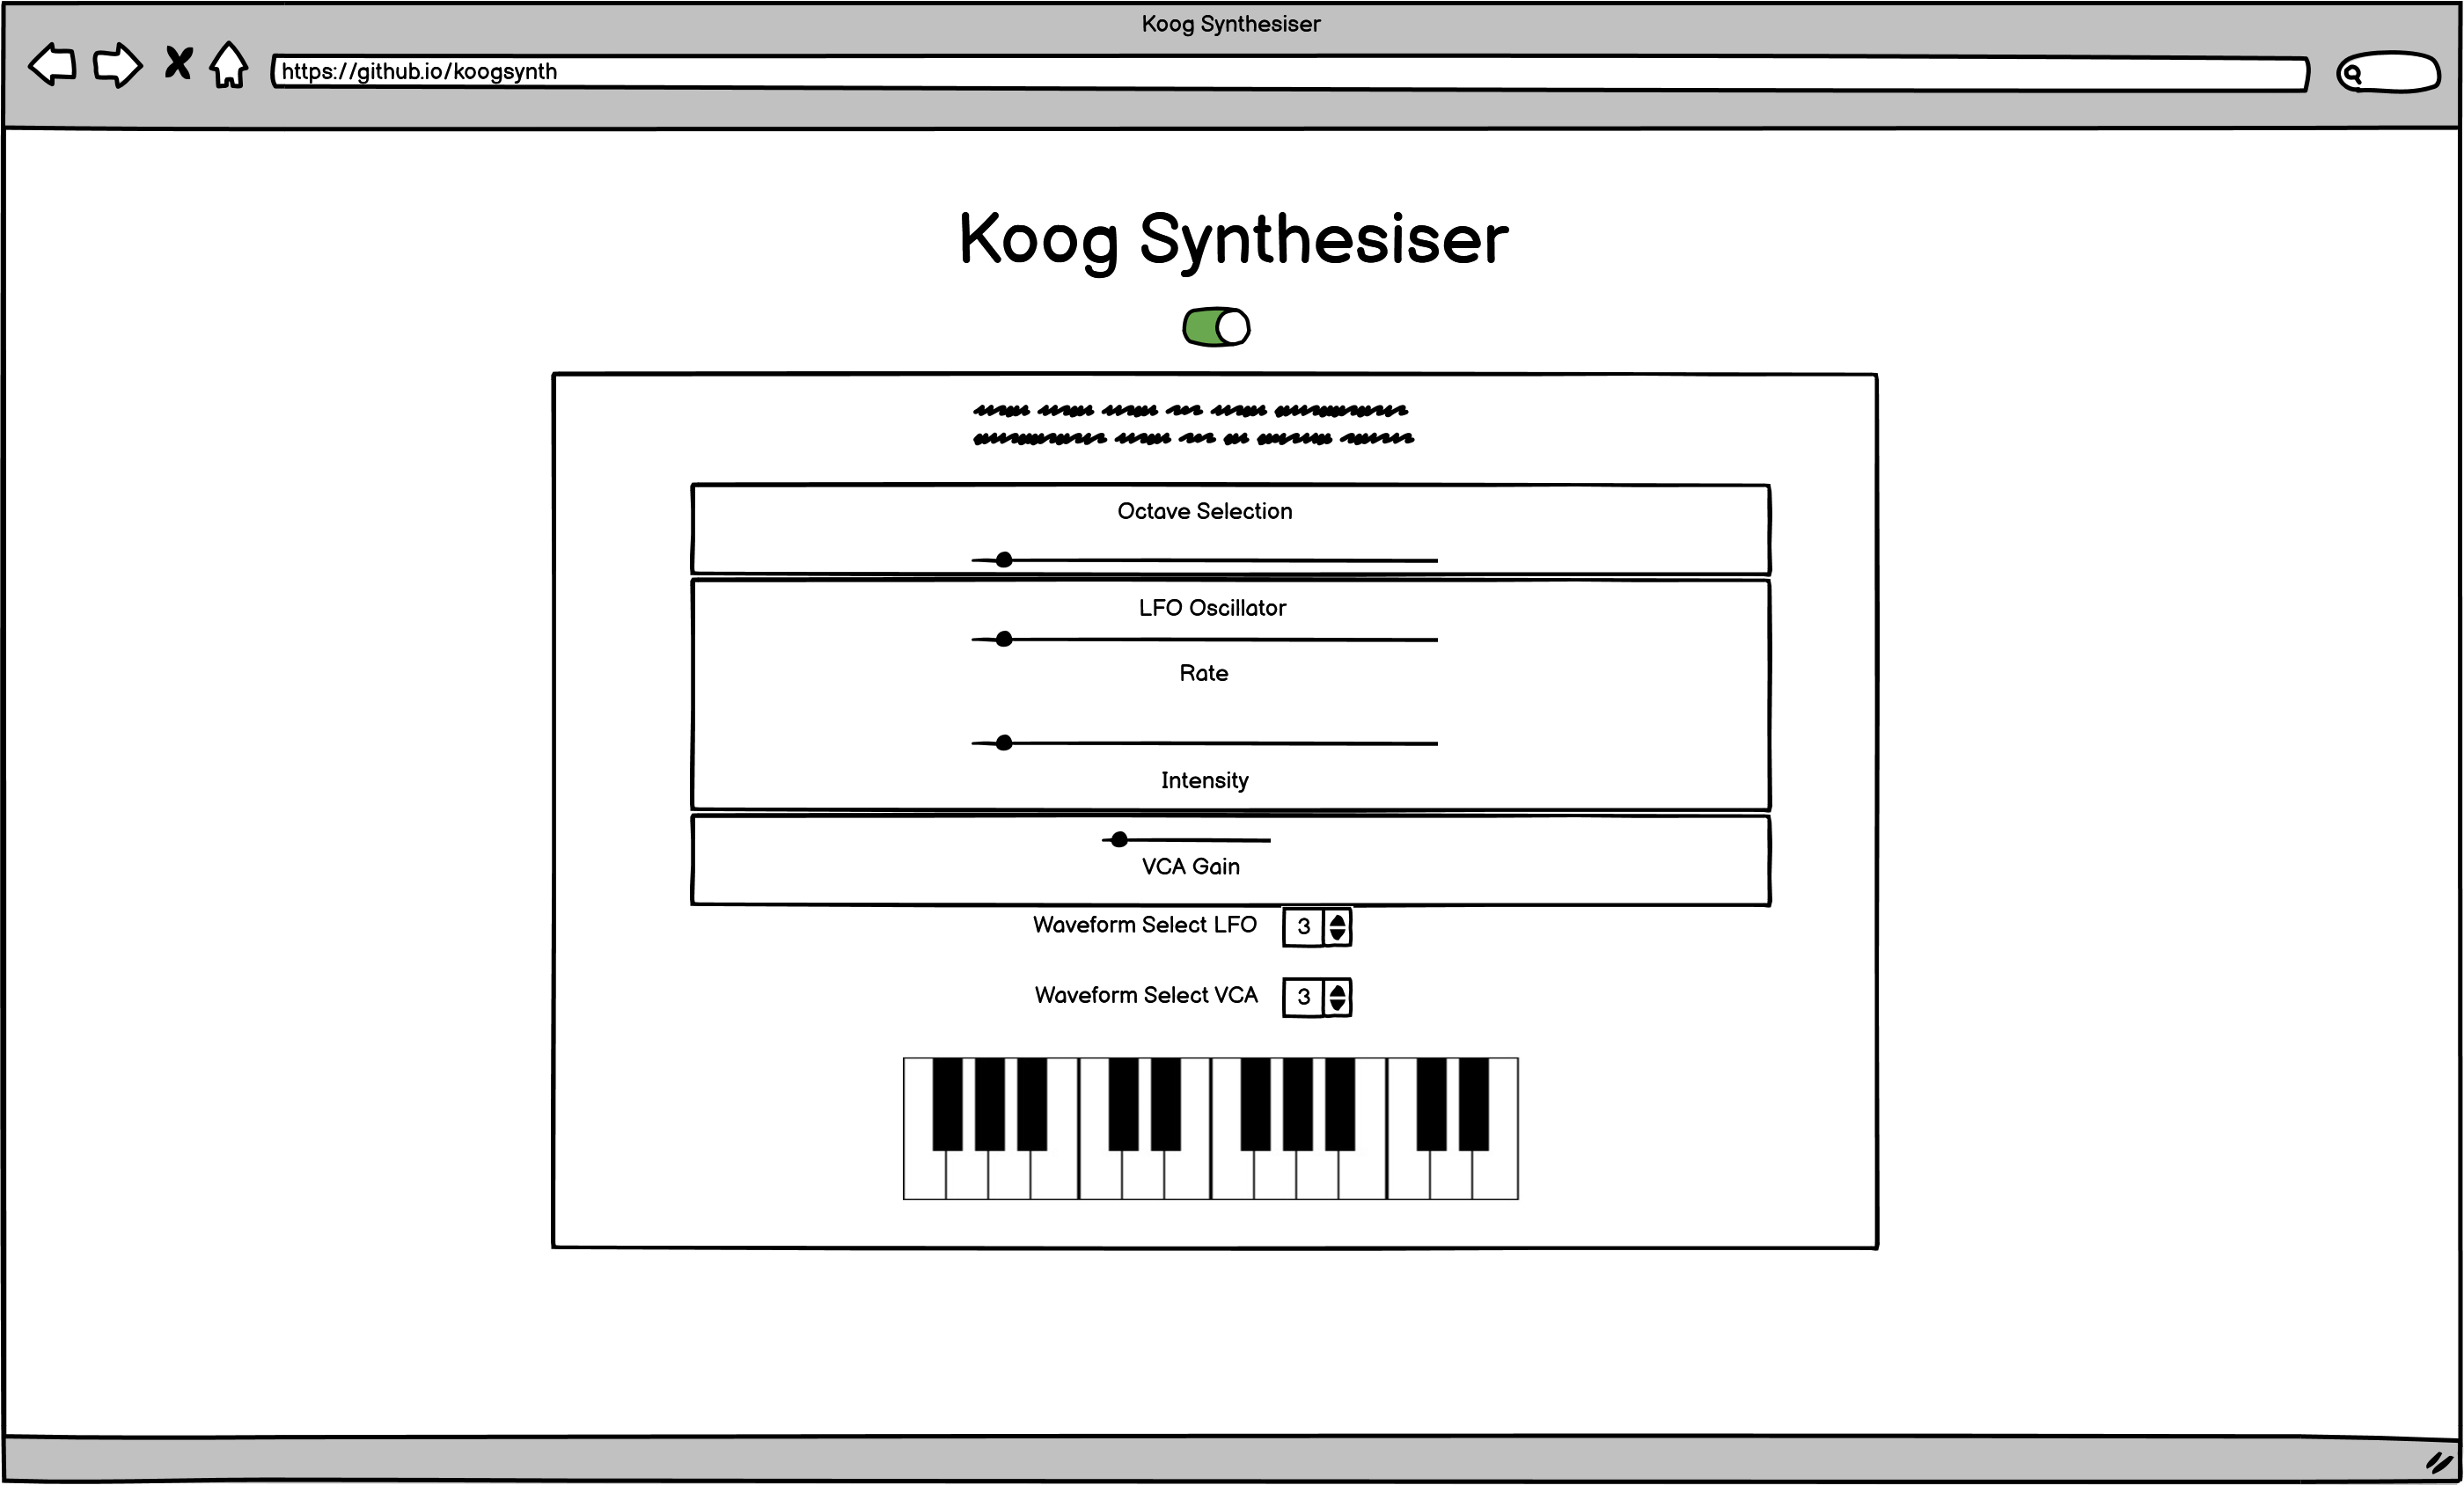 Koog Synthesiser
https://github.io/koogsynth
Koog Synthesiser
Octave Selection
LFO Oscillator
Rate
Intensity
VCA Gain
Waveform Select LFO 3
Waveform Select VCA 3